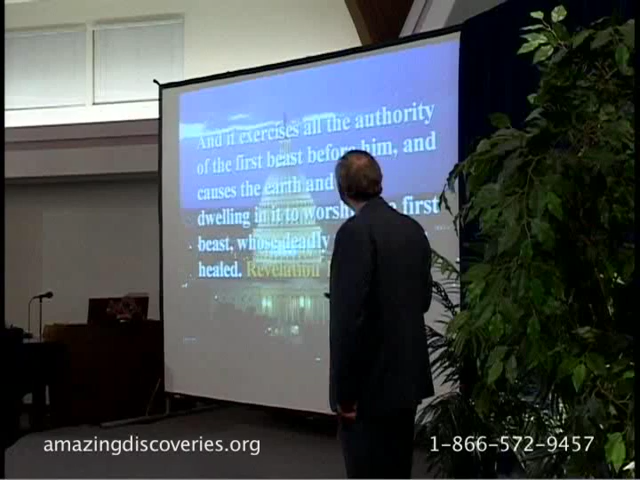 And it exercises all the authority
of the first beast before him, and
causes the earth and
dwelling in it to worship first
beast, whose deadly
healed. Revelation
amazingdiscoveries.org
1-866-572-9457